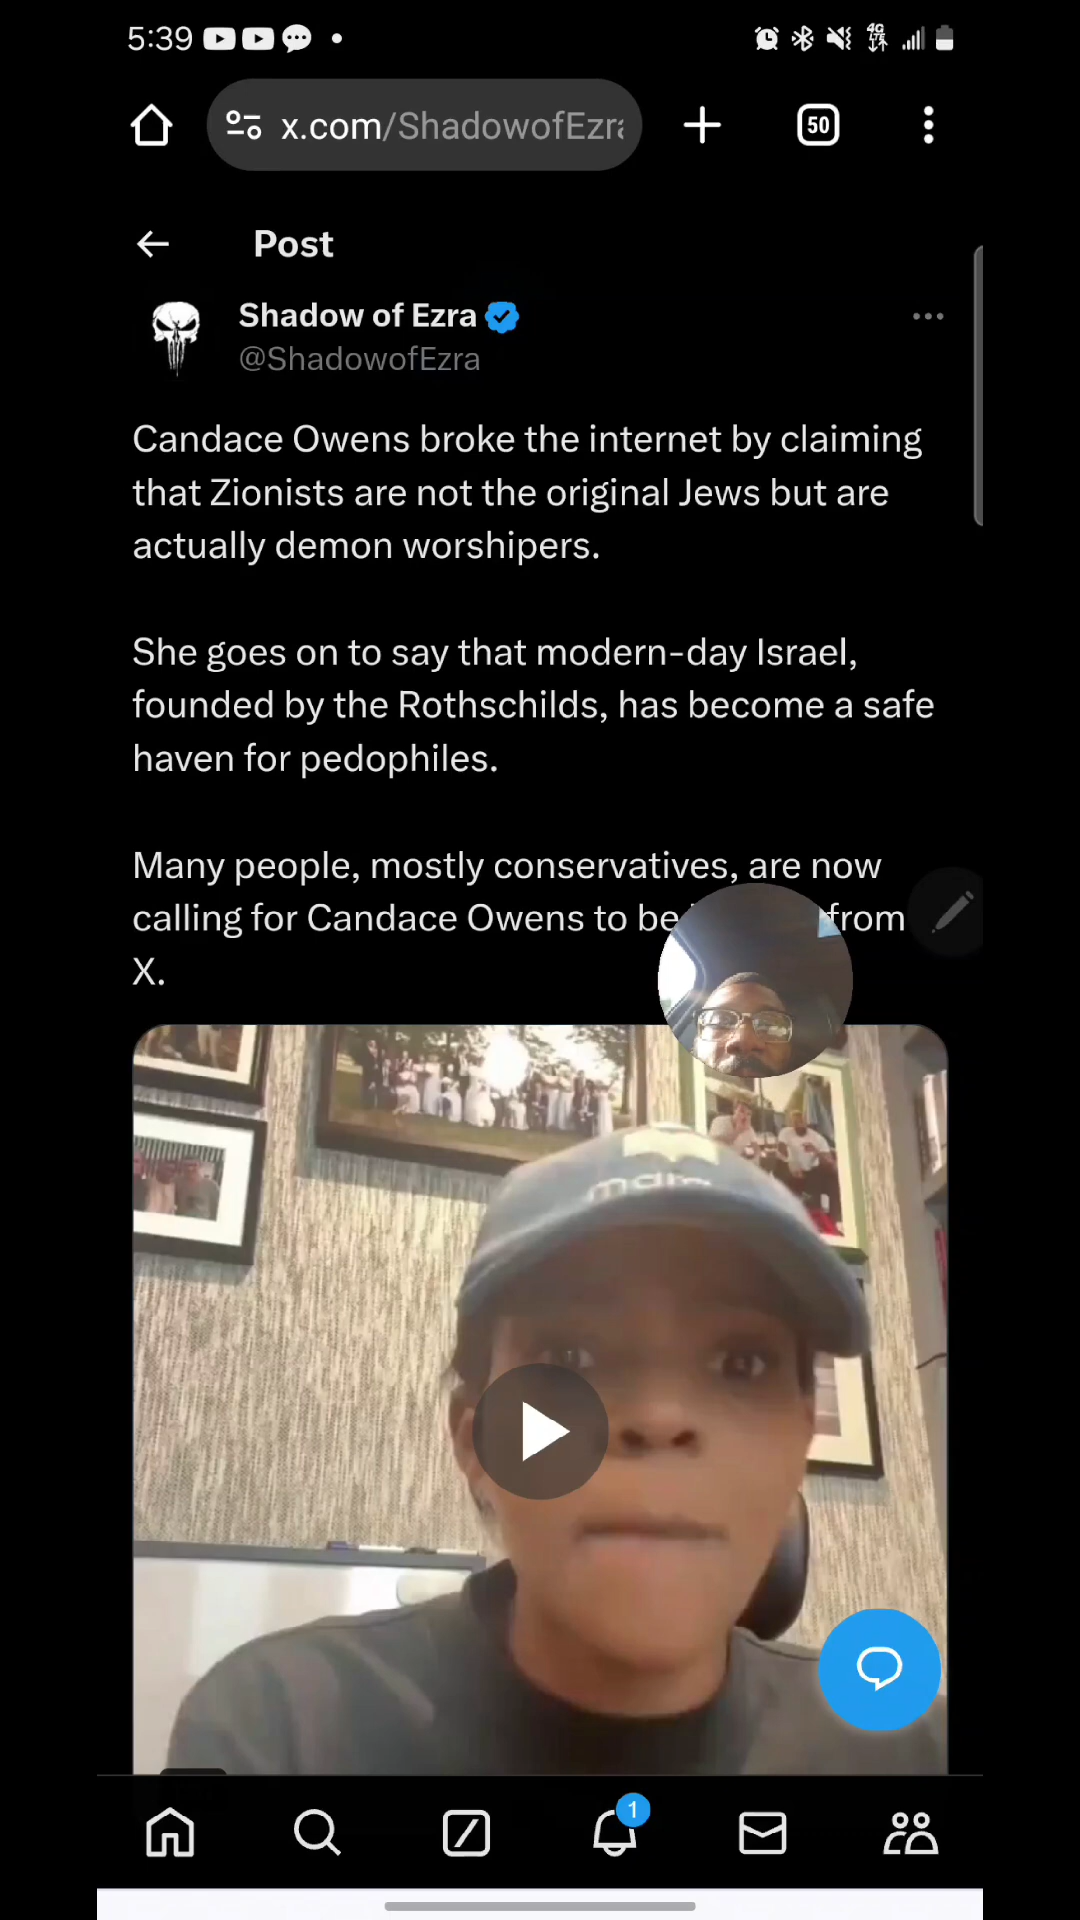 5:39
x.com/ShadowofEzra
50
Post
Shadow of Ezra
@ShadowofEzra
Candace Owens broke the internet by claiming
that Zionists are not the original Jews but are
actually demon worshipers.
She goes on to say that modern-day Israel,
founded by the Rothschilds, has become a safe
haven for pedophiles.
Many people, mostly conservatives, are now
calling for Candace Owens to be from
X.
1